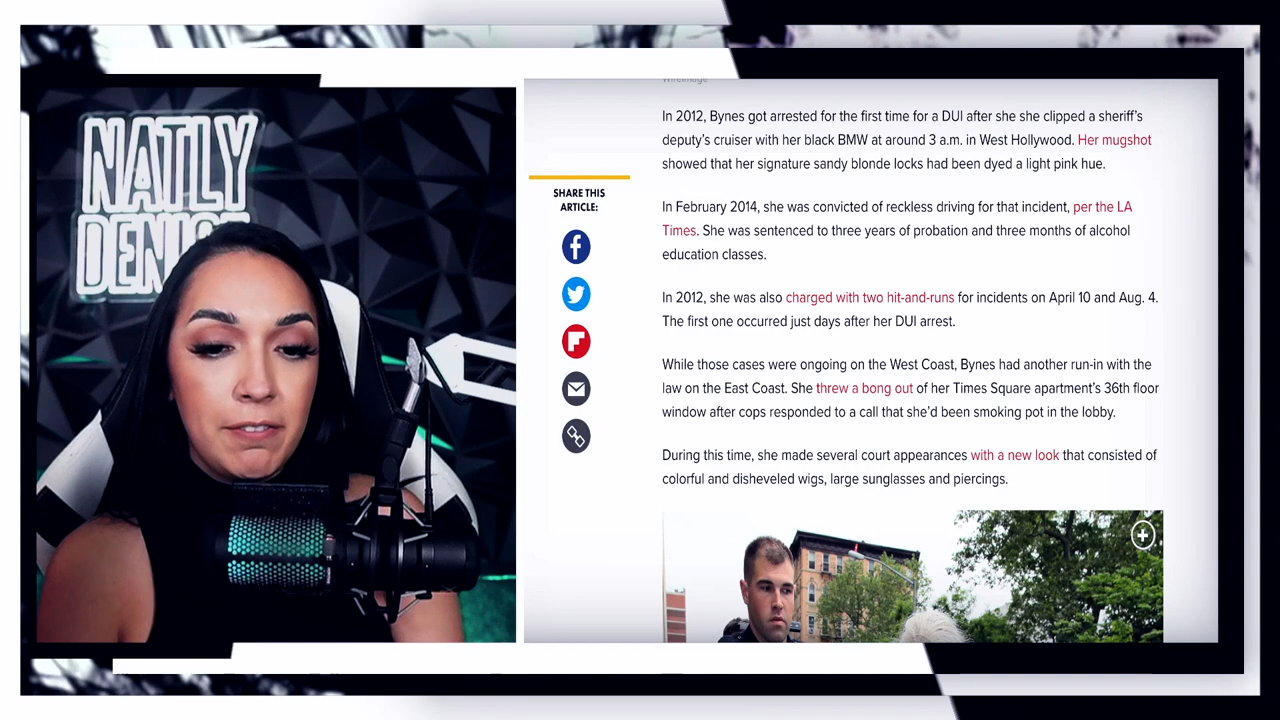 NATLY
WireImage
In 2012, Bynes got arrested for the first time for a DUI after she she clipped a sheriff's
deputy's cruiser with her black BMW at around 3 a.m. in West Hollywood. Her mugshot
showed that her signature sandy blonde locks had been dyed a light pink hue.
SHARE THIS
ARTICLE:
In February 2014, she was convicted of reckless driving for that incident, per the LA
Times. She was sentenced to three years of probation and three months of alcohol
education classes.
In 2012, she was also charged with two hit-and-runs for incidents on April 10 and Aug. 4.
The first one occurred just days after her DUI arrest.
While those cases were ongoing on the West Coast, Bynes had another run-in with the
law on the East Coast. She threw a bong out of her Times Square apartment's 36th floor
window after cops responded to a call that she'd been smoking pot in the lobby.
During this time, she made several court appearances with a new look that consisted of
colorful and disheveled wigs, large sunglasses and piercings.